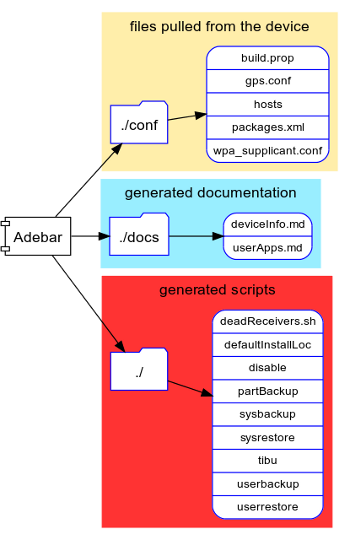 files pulled from the device
build.prop
gps.conf
hosts
packages.xml
wpa_supplicant.conf
./conf
generated documentation
deviceInfo.md
userApps.md
Adebar
./docs
generated scripts
deadReceivers.sh
defaultInstallLoc
disable
partBackup
sysbackup
sysrestore
tibu
userbackup
userrestore
./